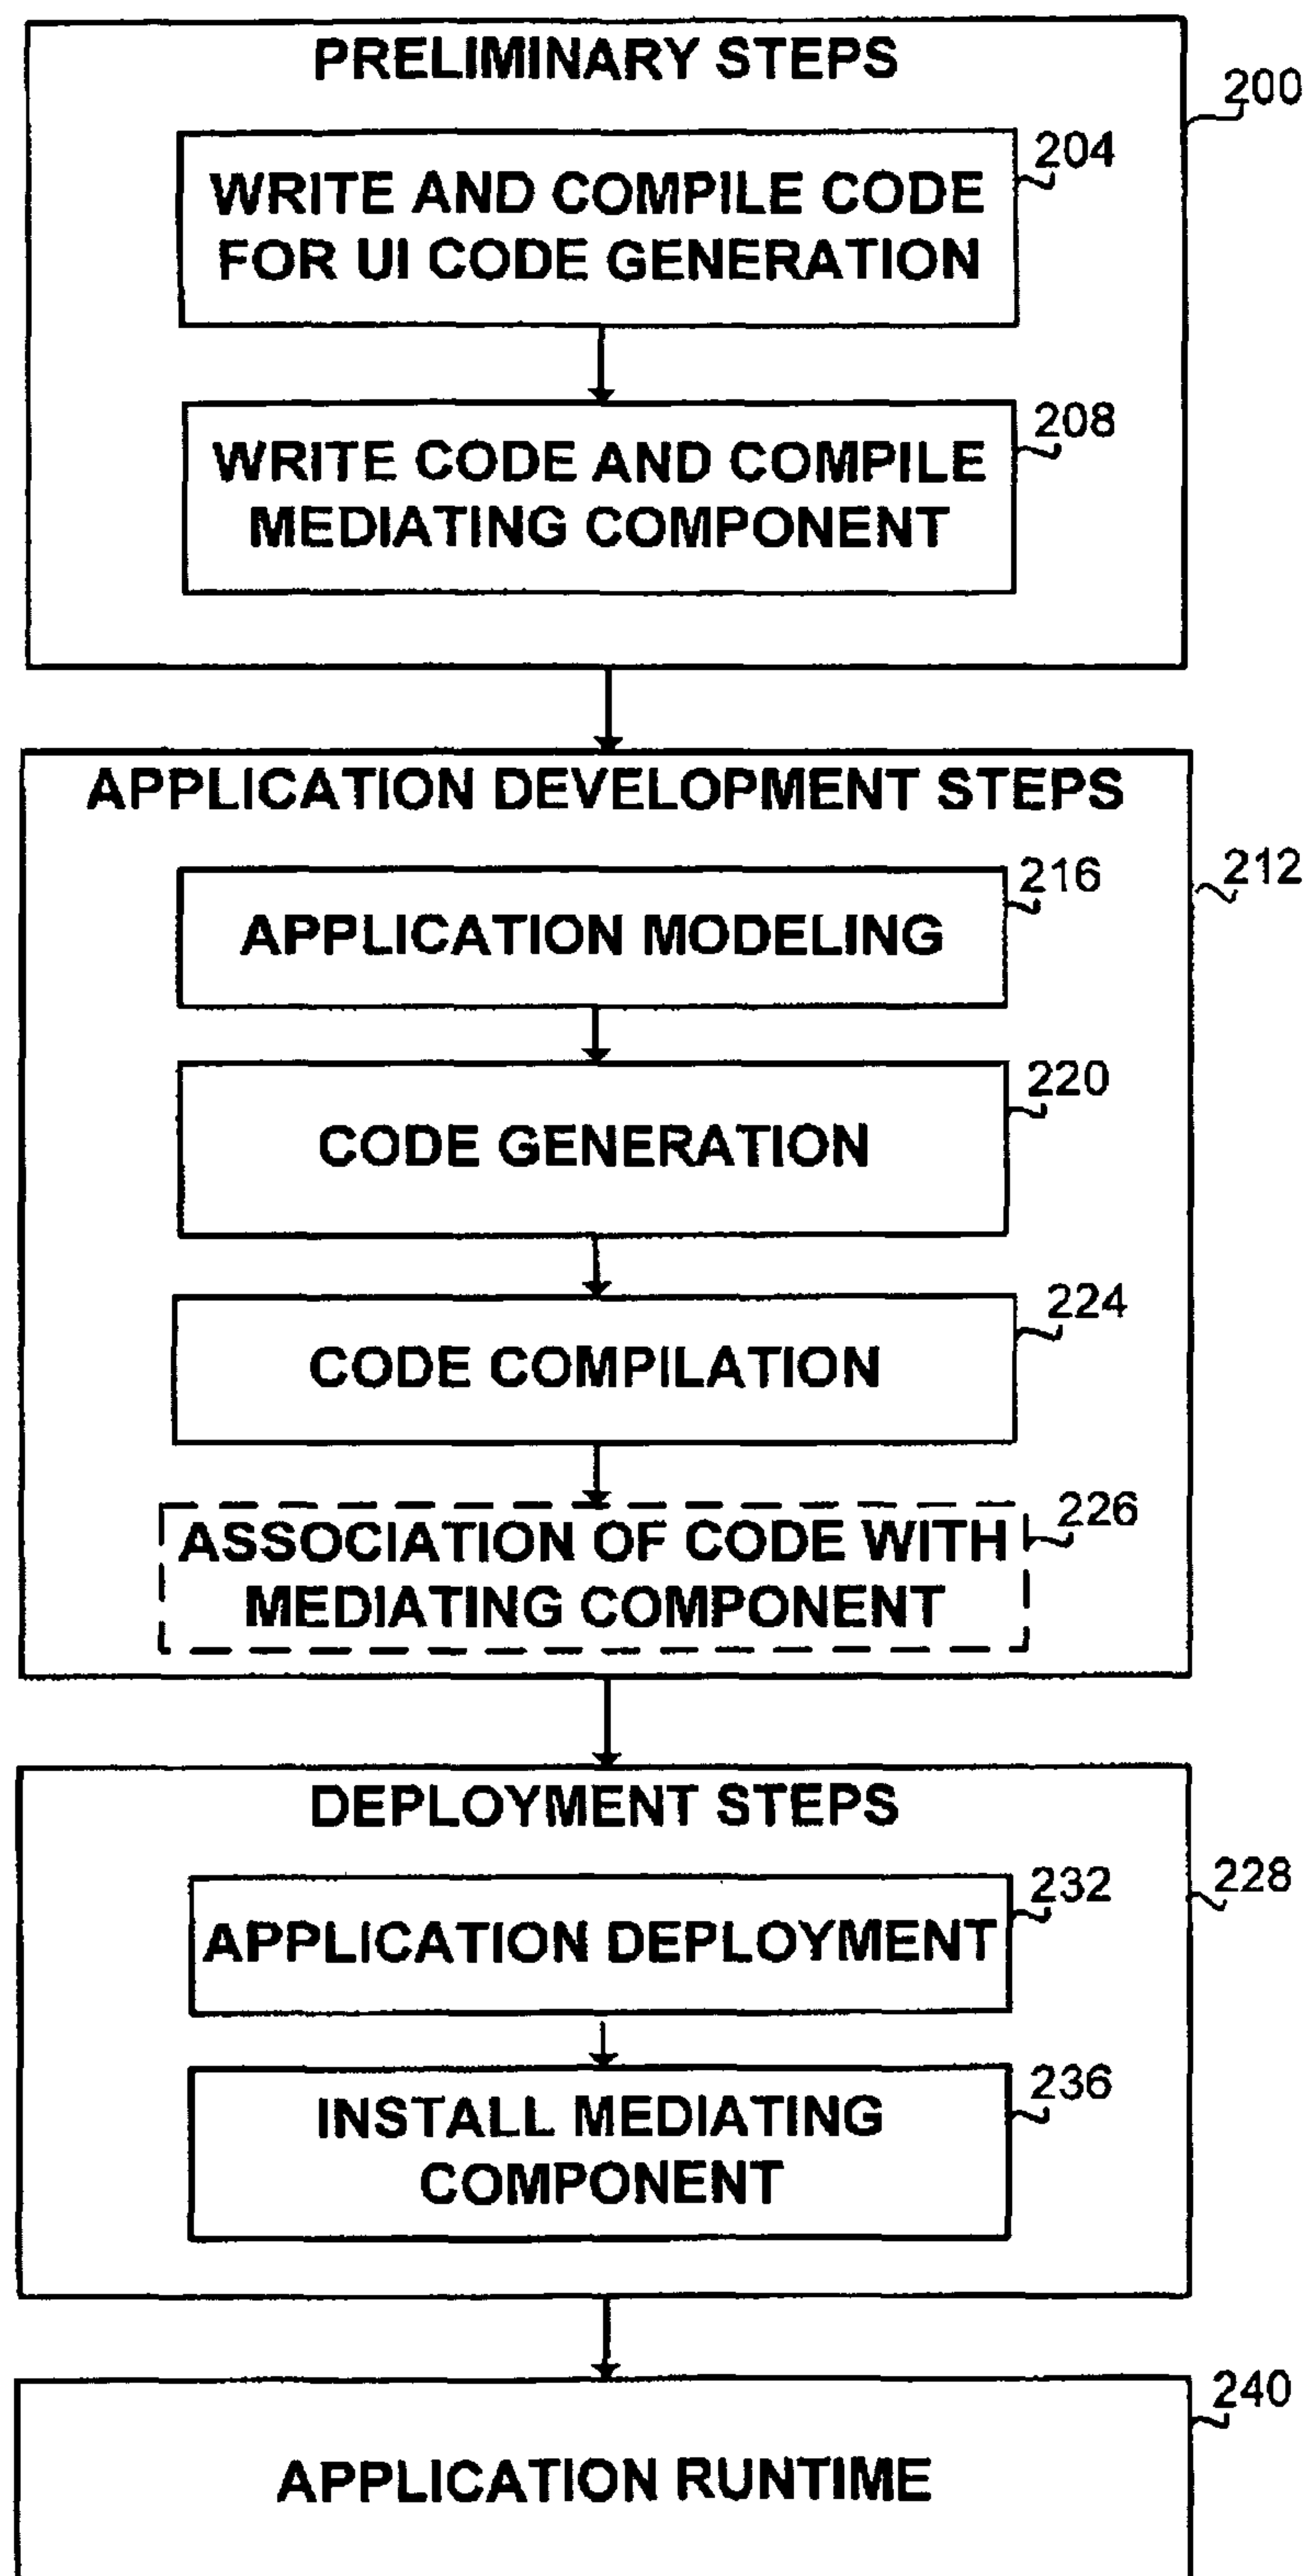 PRELIMINARY STEPS
200
204
WRITE AND COMPILE CODE
FOR UI CODE GENERATION
208
WRITE CODE AND COMPILE
MEDIATING COMPONENT
APPLICATION DEVELOPMENT STEPS
212
216
APPLICATION MODELING
220
CODE GENERATION
224
CODE COMPILATION
226
ASSOCIATION OF CODE WITH
MEDIATING COMPONENT
DEPLOYMENT STEPS
228
232
APPLICATION DEPLOYMENT
236
INSTALL MEDIATING
COMPONENT
240
APPLICATION RUNTIME